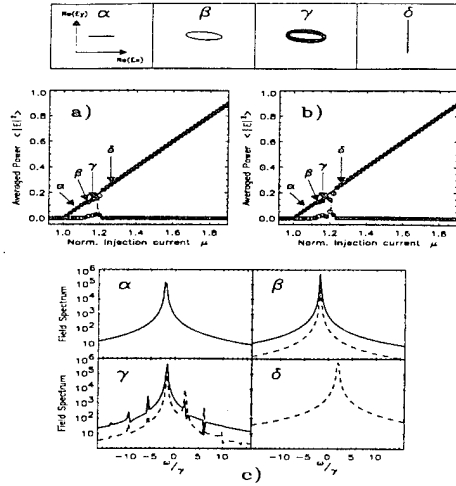 α β γ δ
Re(Ey)
Re(Ex)
a) b)
Averaged Power <|E|²>
1.0
0.8
0.6
0.4
0.2
0.0
α β γ δ
1.0 1.2 1.4 1.6 1.8
Norm. Injection current μ
Averaged Power <|E|²>
1.0
0.8
0.6
0.4
0.2
0.0
α β γ δ
1.0 1.2 1.4 1.6 1.8
Norm. Injection current μ
Field Spectrum
10⁶
10⁵
10⁴
10³
10²
10
α β
Field Spectrum
10⁶
10⁵
10⁴
10³
10²
γ δ
-10 -5 0 5 10
ω/γ
-10 -5 0 5 10
ω/γ
c)